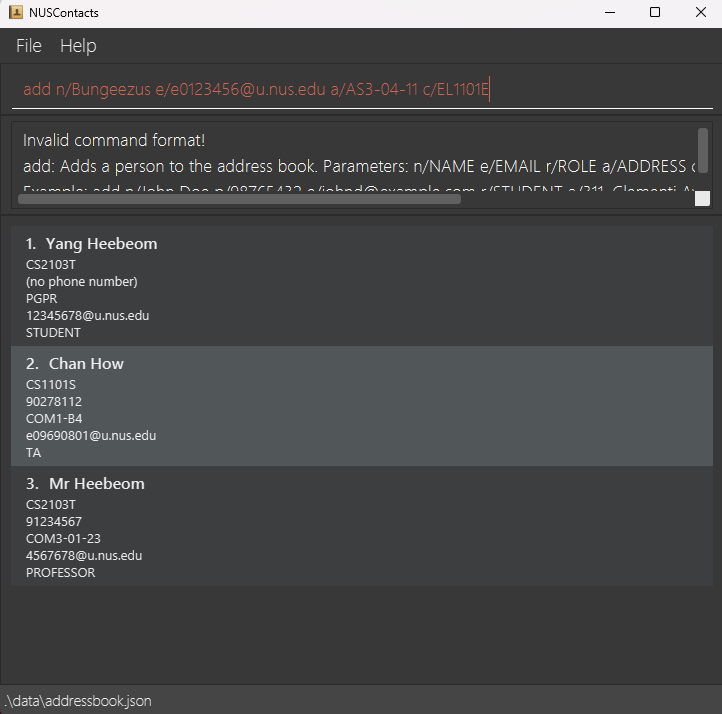 NUSContacts
File Help
add n/Bungeezus e/e0123456@u.nus.edu a/AS3-04-11 c/EL1101E
Invalid command format!
add: Adds a person to the address book. Parameters: n/NAME e/EMAIL r/ROLE a/ADDRESS
Example: add n/John Doe p/98765432 e/johnd@example.com r/STUDENT a/311, Clementi
1. Yang Heebeom
CS2103T
(no phone number)
PGPR
12345678@u.nus.edu
STUDENT
2. Chan How
CS1101S
90278112
COM1-B4
e09690801@u.nus.edu
TA
3. Mr Heebeom
CS2103T
91234567
COM3-01-23
4567678@u.nus.edu
PROFESSOR
.\data\addressbook.json